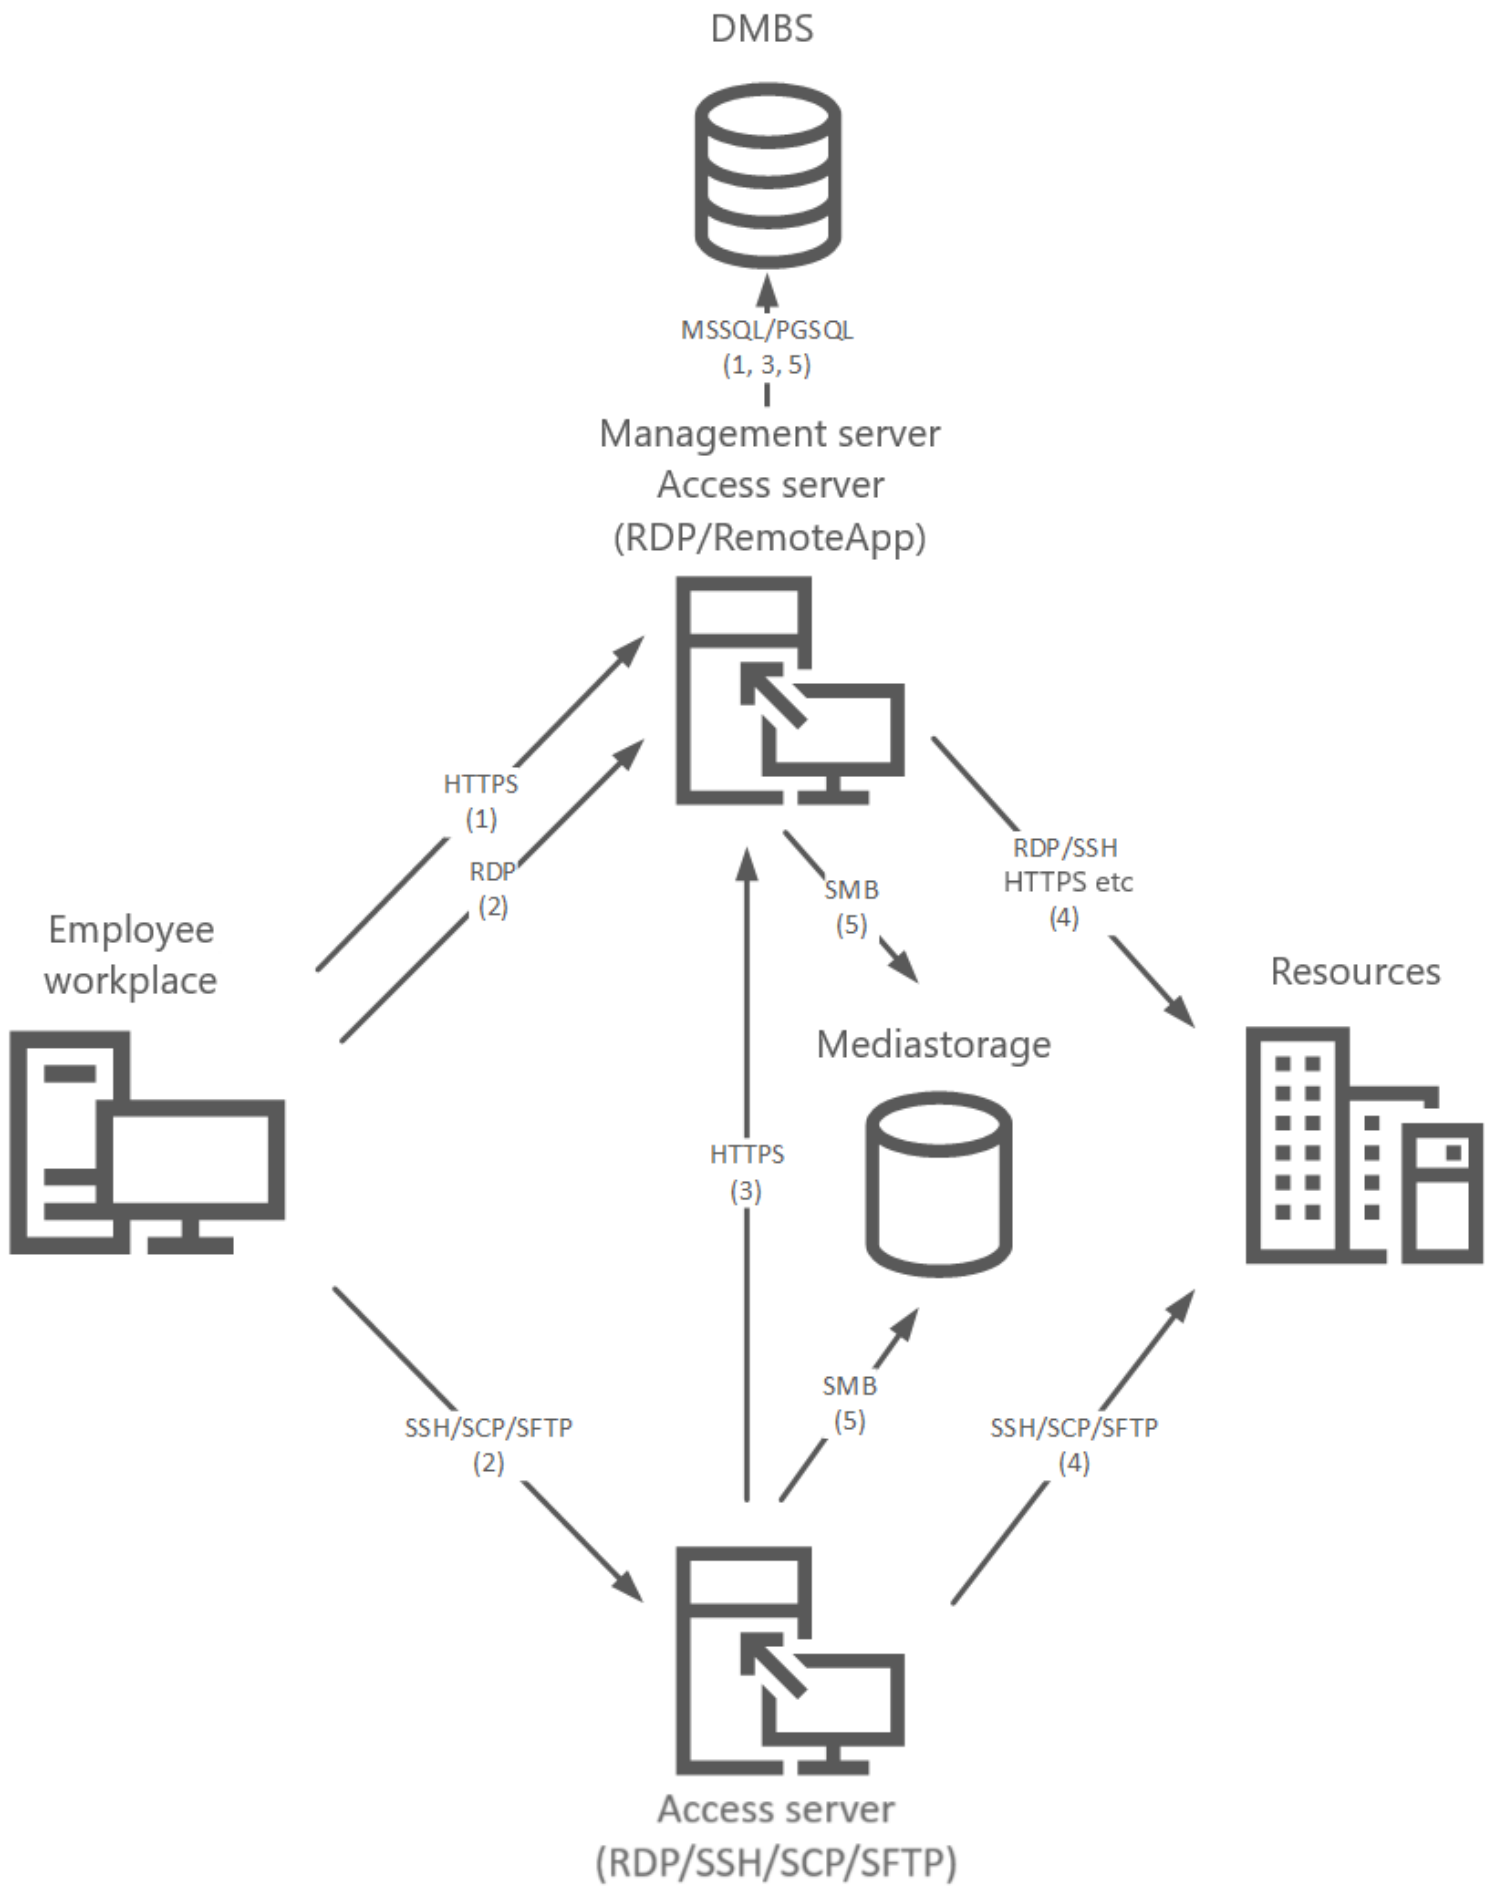 DMBS
MSSQL/PGSQL
(1, 3, 5)
Management server
Access server
(RDP/RemoteApp)
HTTPS
(1)
RDP
(2)
SMB
(5)
RDP/SSH
HTTPS etc
(4)
Employee
workplace
Resources
Mediastorage
HTTPS
(3)
SMB
(5)
SSH/SCP/SFTP
(2)
SSH/SCP/SFTP
(4)
Access server
(RDP/SSH/SCP/SFTP)